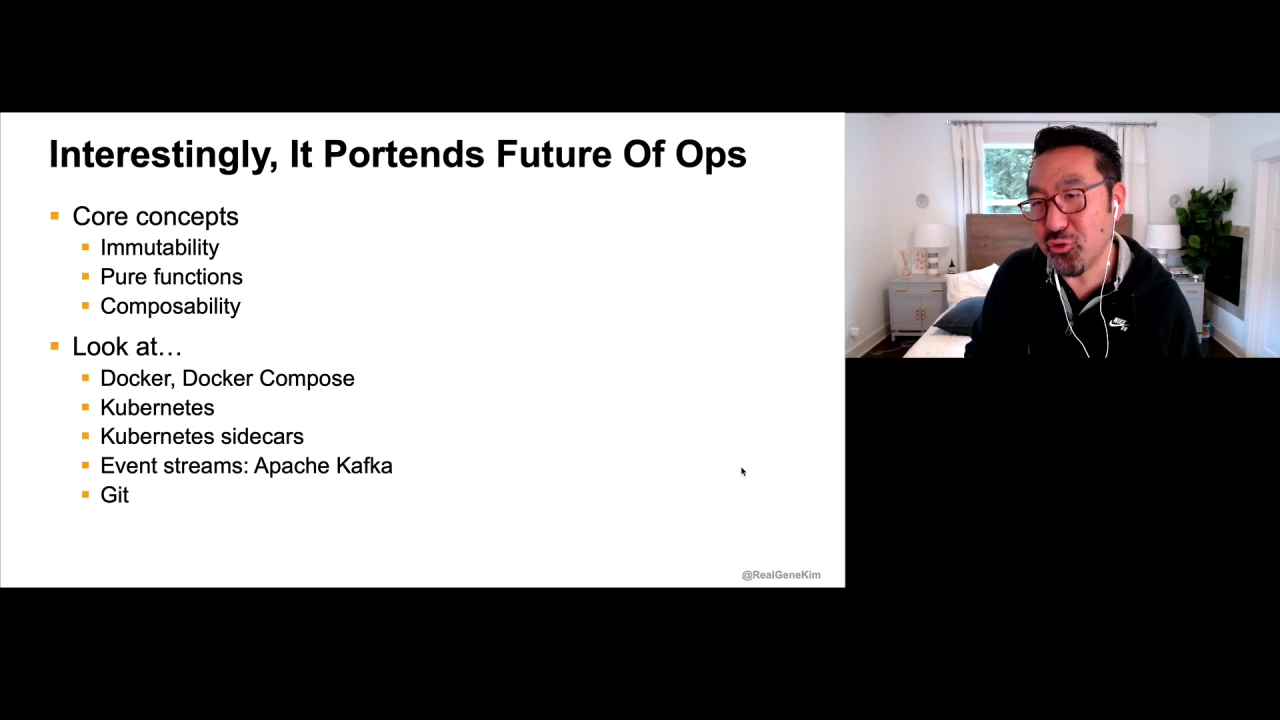 Interestingly, It Portends Future Of Ops
Core concepts
Immutability
Pure functions
Composability
Look at…
Docker, Docker Compose
Kubernetes
Kubernetes sidecars
Event streams: Apache Kafka
Git
@RealGeneKim
NIKE